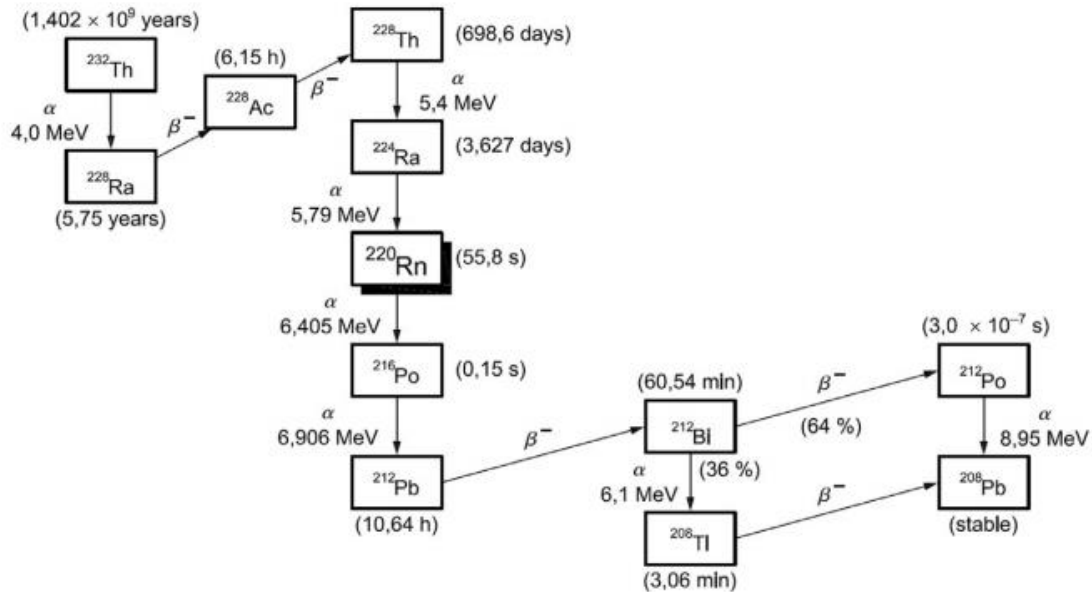 (1,402 × 10⁹ years)
²³²Th
α
4,0 MeV
²²⁸Ra
(5,75 years)
β⁻
(6,15 h)
²²⁸Ac
β⁻
²²⁸Th
(698,6 days)
α
5,4 MeV
²²⁴Ra
(3,627 days)
α
5,79 MeV
²²⁰Rn
(55,8 s)
α
6,405 MeV
²¹⁶Po
(0,15 s)
α
6,906 MeV
²¹²Pb
(10,64 h)
β⁻
(60,54 min)
²¹²Bi
(36 %)
α
6,1 MeV
²⁰⁸Tl
(3,06 min)
β⁻
(64 %)
(3,0 × 10⁻⁷ s)
²¹²Po
α
8,95 MeV
β⁻
²⁰⁸Pb
(stable)